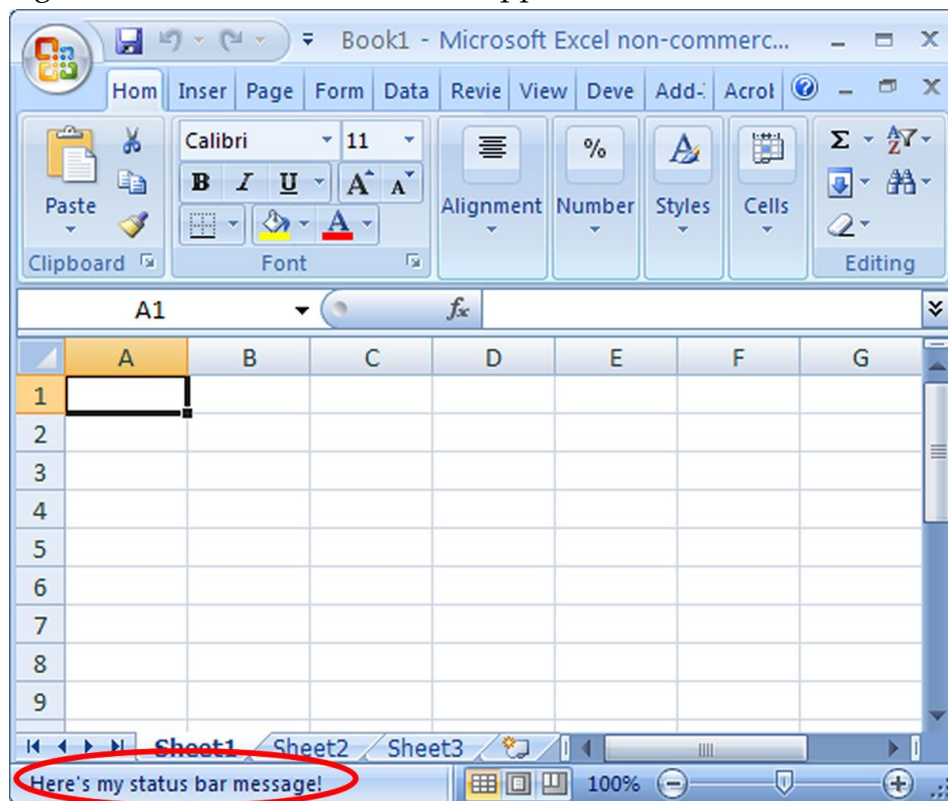 Book1 - Microsoft Excel non-commerc...
Hom Inser Page Form Data Revie View Deve Add-: Acrol
Calibri 11
B I U A A
% A
Σ A Z
Paste
Alignment Number Styles Cells
Clipboard Font Editing
A1 fx
A B C D E F G
1
2
3
4
5
6
7
8
9
Sheet1 Sheet2 Sheet3
Here's my status bar message! 100%